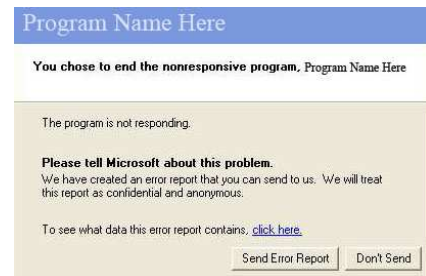 Program Name Here
You chose to end the nonresponsive program, Program Name Here
The program is not responding.
Please tell Microsoft about this problem.
We have created an error report that you can send to us. We will treat
this report as confidential and anonymous.
To see what data this error report contains, click here.
Send Error Report Don't Send